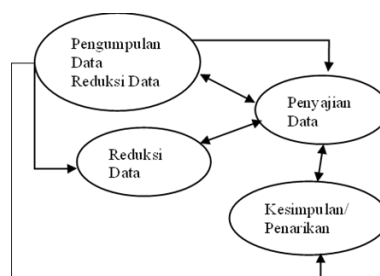 Pengumpulan
Data
Reduksi Data
Penyajian
Data
Reduksi
Data
Kesimpulan/
Penarikan